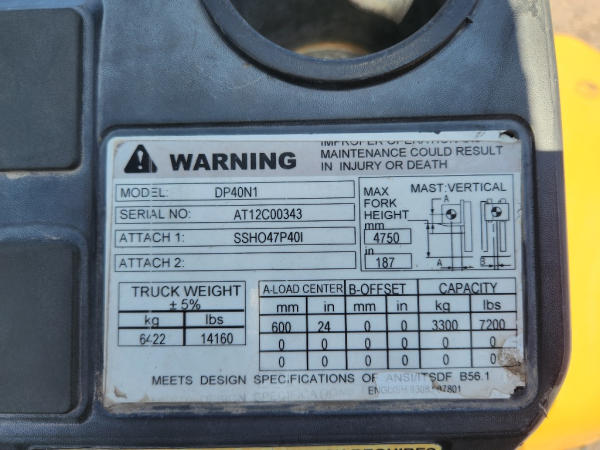 WARNING
IMPROPER OPERATION OR
MAINTENANCE COULD RESULT
IN INJURY OR DEATH
MODEL: DP40N1
SERIAL NO: AT12C00343
ATTACH 1: SSHO47P40I
ATTACH 2:
MAX
FORK
HEIGHT
mm
4750
in
187
MAST:VERTICAL
A
A B
TRUCK WEIGHT
± 5%
kg lbs
6422 14160
A-LOAD CENTER B-OFFSET CAPACITY
mm in mm in kg lbs
600 24 0 0 3300 7200
0 0 0 0 0 0
0 0 0 0 0 0
MEETS DESIGN SPECIFICATIONS OF ANSI/ITSDF B56.1
ENGLISH